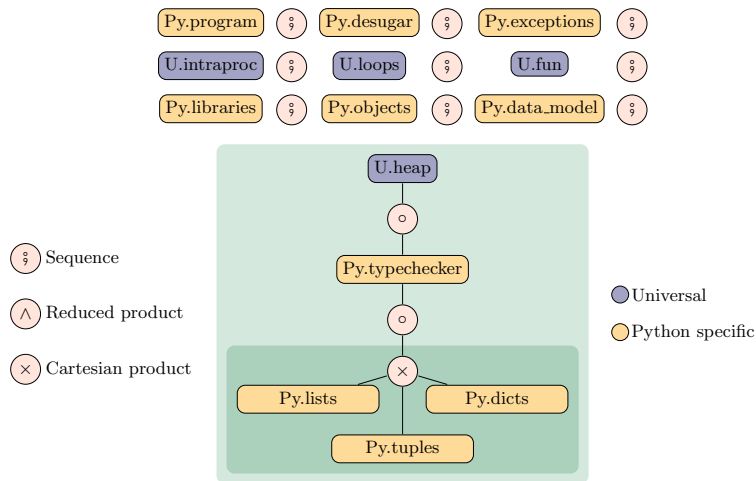 Py.program ⨟ Py.desugar ⨟ Py.exceptions ⨟
U.intraproc ⨟ U.loops ⨟ U.fun ⨟
Py.libraries ⨟ Py.objects ⨟ Py.data_model ⨟
U.heap
∘
Py.typechecker
∘
×
Py.lists
Py.dicts
Py.tuples
⨟ Sequence
∧ Reduced product
× Cartesian product
Universal
Python specific